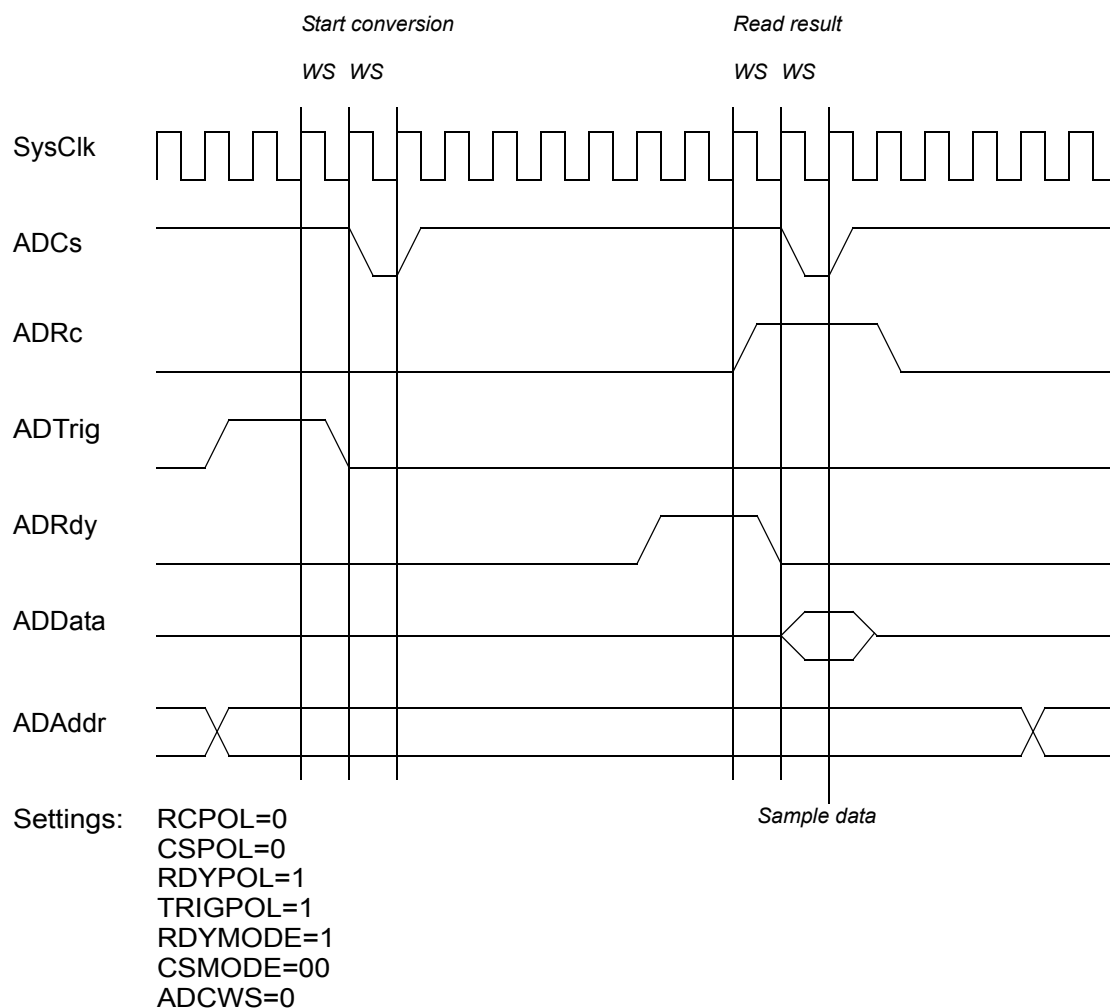 Start conversion Read result
WS WS WS WS
SysClk
ADCs
ADRc
ADTrig
ADRdy
ADData
ADAddr
Settings: RCPOL=0 Sample data
CSPOL=0
RDYPOL=1
TRIGPOL=1
RDYMODE=1
CSMODE=00
ADCWS=0